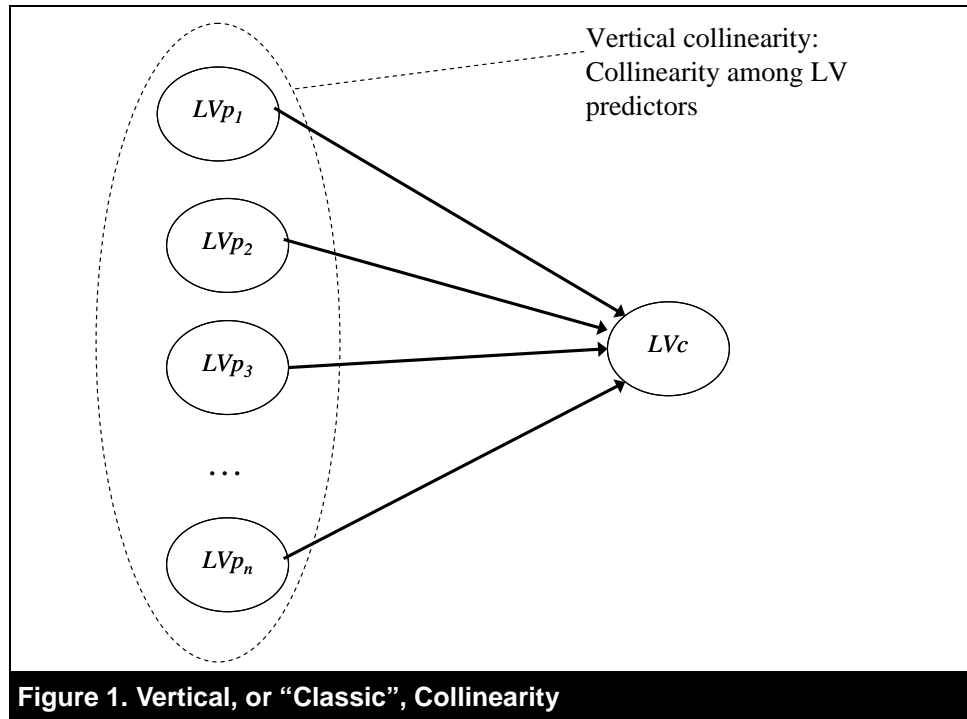 Vertical collinearity:
Collinearity among LV
predictors
LVp1
LVp2
LVp3
...
LVpn
LVc
Figure 1. Vertical, or “Classic”, Collinearity